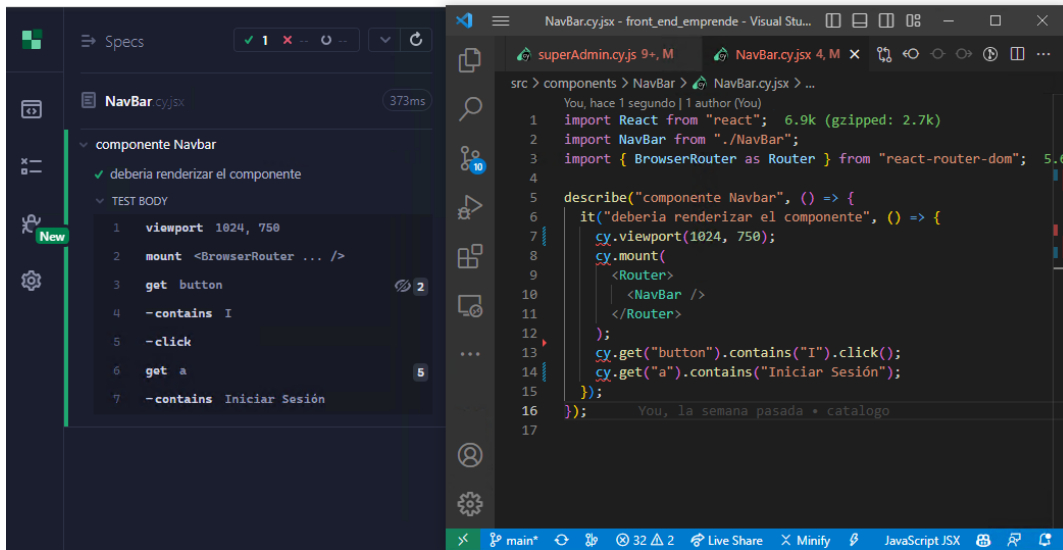 Specs
1 -- --
NavBar.cy.jsx
373ms
New
componente Navbar
deberia renderizar el componente
TEST BODY
1 viewport 1024, 750
2 mount <BrowserRouter ... />
3 get button 2
4 -contains I
5 -click
6 get a 5
7 -contains Iniciar Sesión
NavBar.cy.jsx - front_end_emprende - Visual Stu...
superAdmin.cy.js 9+, M
NavBar.cy.jsx 4, M
src > components > NavBar > NavBar.cy.jsx > ...
You, hace 1 segundo | 1 author (You)
1 import React from "react"; 6.9k (gzipped: 2.7k)
2 import NavBar from "./NavBar";
3 import { BrowserRouter as Router } from "react-router-dom"; 5.6
4
5 describe("componente Navbar", () => {
6 it("deberia renderizar el componente", () => {
7 cy.viewport(1024, 750);
8 cy.mount(
9 <Router>
10 <NavBar />
11 </Router>
12 );
13 cy.get("button").contains("I").click();
14 cy.get("a").contains("Iniciar Sesión");
15 });
16 }); You, la semana pasada • catalogo
17
10
main* 32 2 Live Share Minify JavaScript JSX